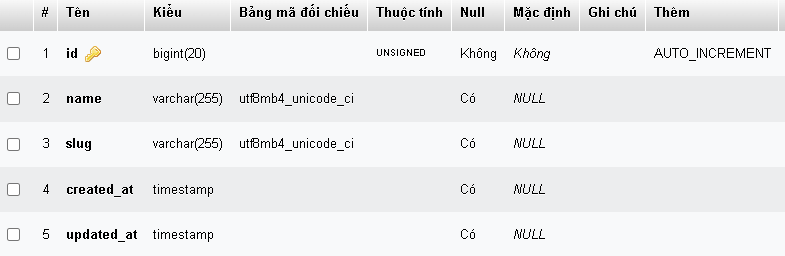 # Tên Kiểu Bảng mã đối chiếu Thuộc tính Null Mặc định Ghi chú Thêm
1 id bigint(20) UNSIGNED Không Không AUTO_INCREMENT
2 name varchar(255) utf8mb4_unicode_ci Có NULL
3 slug varchar(255) utf8mb4_unicode_ci Có NULL
4 created_at timestamp Có NULL
5 updated_at timestamp Có NULL